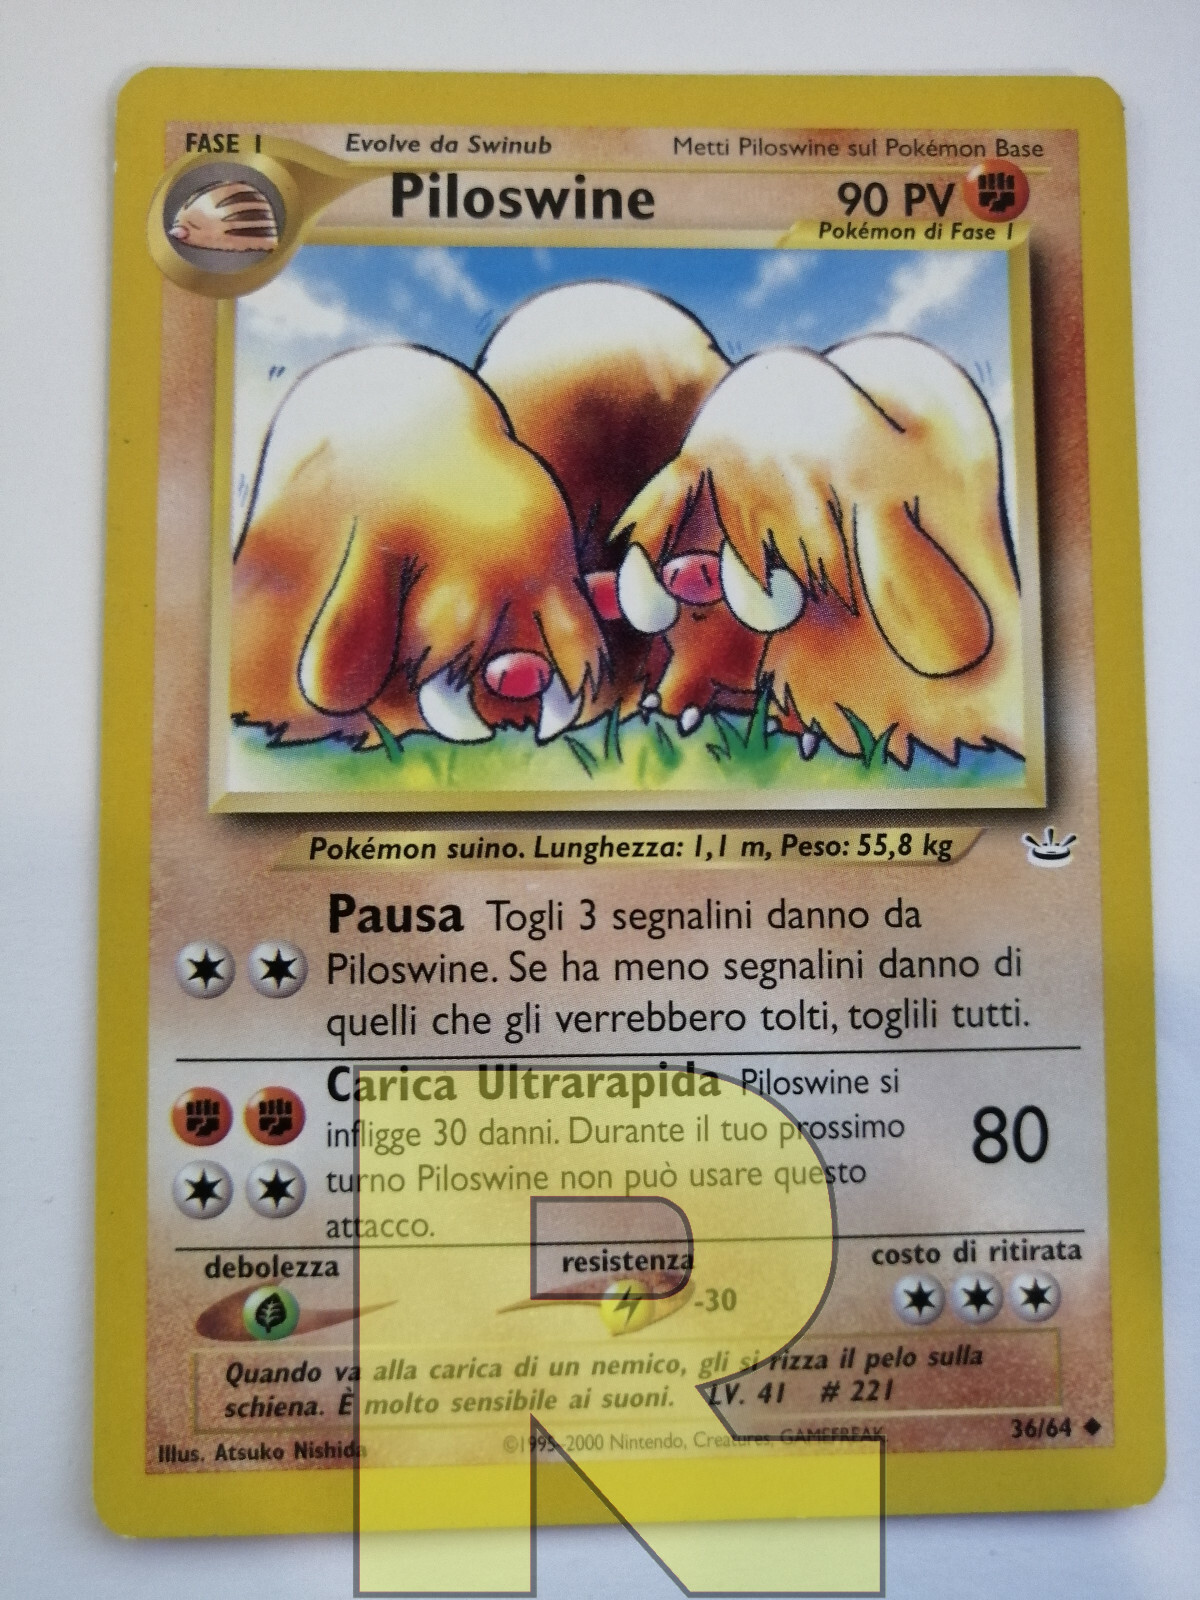 FASE 1 Evolve da Swinub Metti Piloswine sul Pokémon Base
Piloswine 90 PV
Pokémon di Fase 1
Pokémon suino. Lunghezza: 1,1 m, Peso: 55,8 kg
Pausa Togli 3 segnalini danno da
Piloswine. Se ha meno segnalini danno di
quelli che gli verrebbero tolti, toglili tutti.
Carica Ultrarapida Piloswine si
infligge 30 danni. Durante il tuo prossimo
turno Piloswine non può usare questo
attacco.
80
debolezza resistenza costo di ritirata
-30
Quando va alla carica di un nemico, gli si rizza il pelo sulla
schiena. È molto sensibile ai suoni. LV. 41 # 221
Illus. Atsuko Nishida ©1995-2000 Nintendo, Creatures, GAMEFREAK. 36/64
R